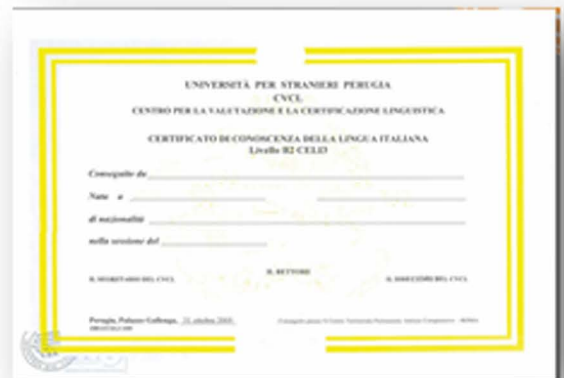 UNIVERSITÀ PER STRANIERI PERUGIA
CVCL
CENTRO PER LA VALUTAZIONE E LA CERTIFICAZIONE LINGUISTICA
CERTIFICATO DI CONOSCENZA DELLA LINGUA ITALIANA
Livello B2 CELI3
Conseguito da
Nato a
di nazionalità
nella sessione del
IL RETTORE
IL SEGRETARIO DEL CVCL IL DIRETTORE DEL CVCL
Perugia, Palazzo Gallenga,